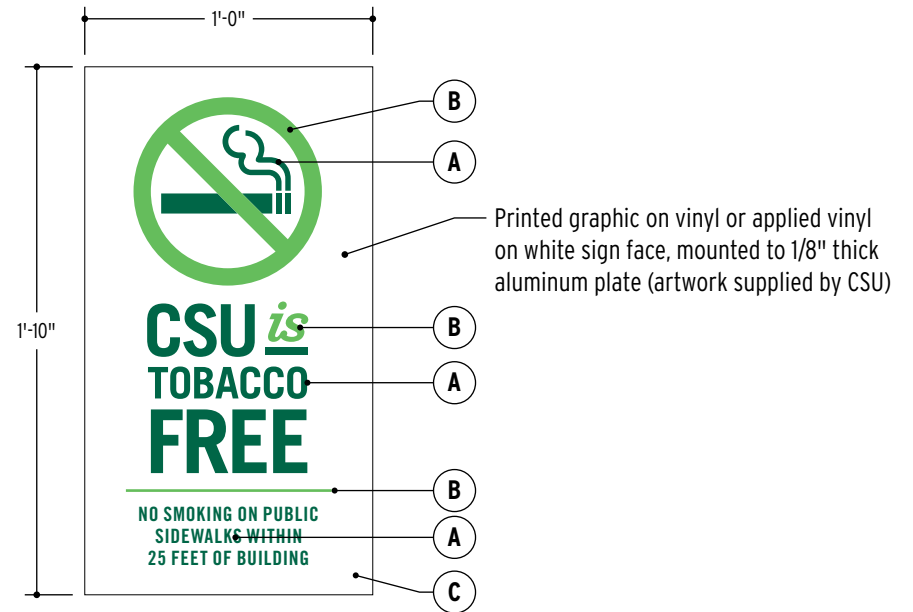 1'-0"
B
A
Printed graphic on vinyl or applied vinyl
on white sign face, mounted to 1/8" thick
aluminum plate (artwork supplied by CSU)
1'-10"
CSU is
B
TOBACCO
A
FREE
B
NO SMOKING ON PUBLIC
SIDEWALKS WITHIN
25 FEET OF BUILDING
A
C